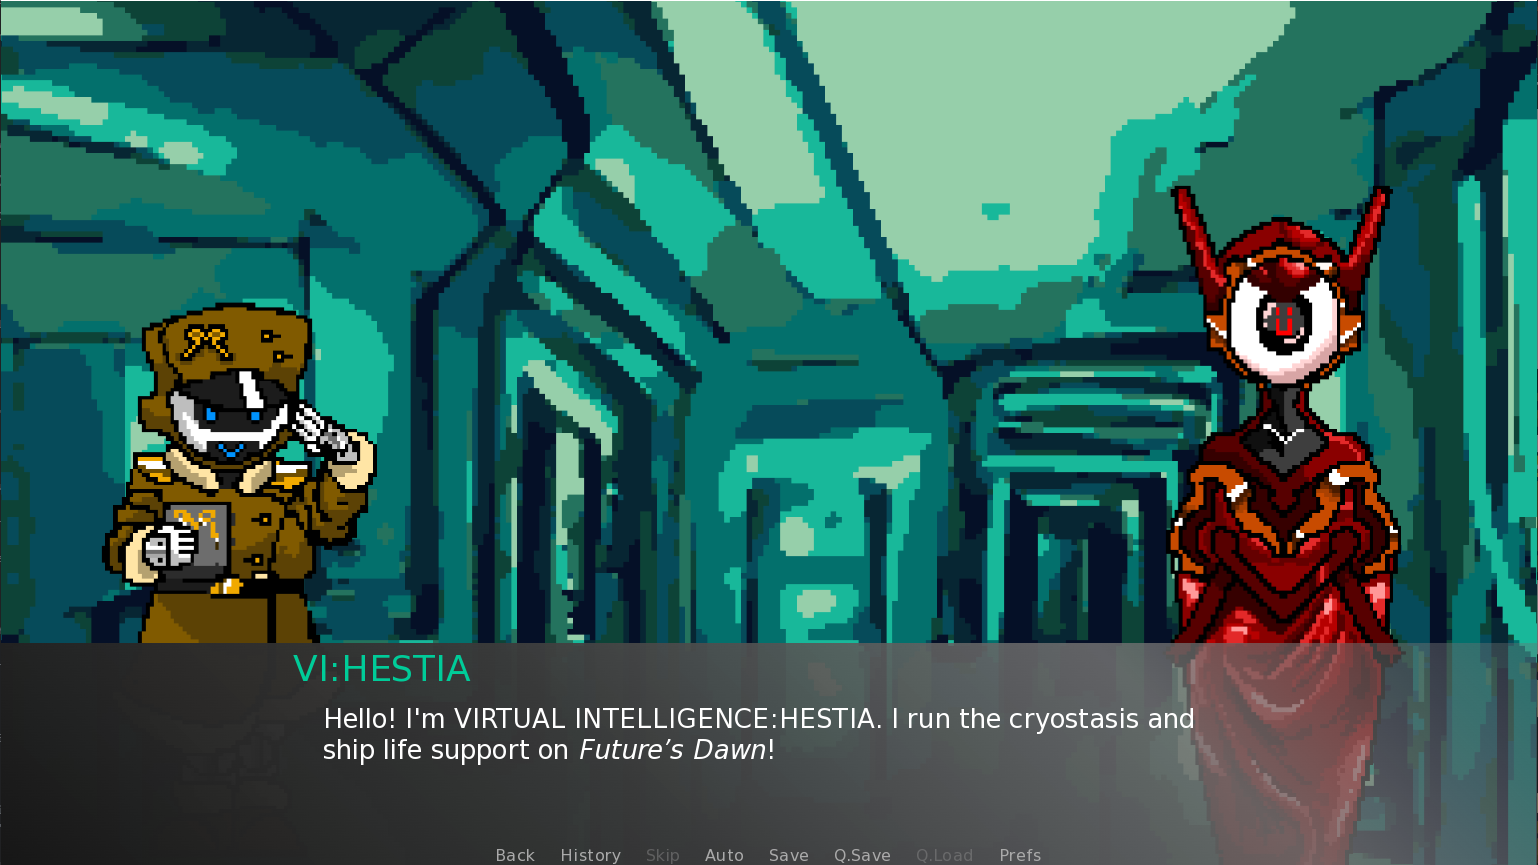 VI:HESTIA
Hello! I'm VIRTUAL INTELLIGENCE:HESTIA. I run the cryostasis and
ship life support on Future’s Dawn!
Back History Skip Auto Save Q.Save Q.Load Prefs